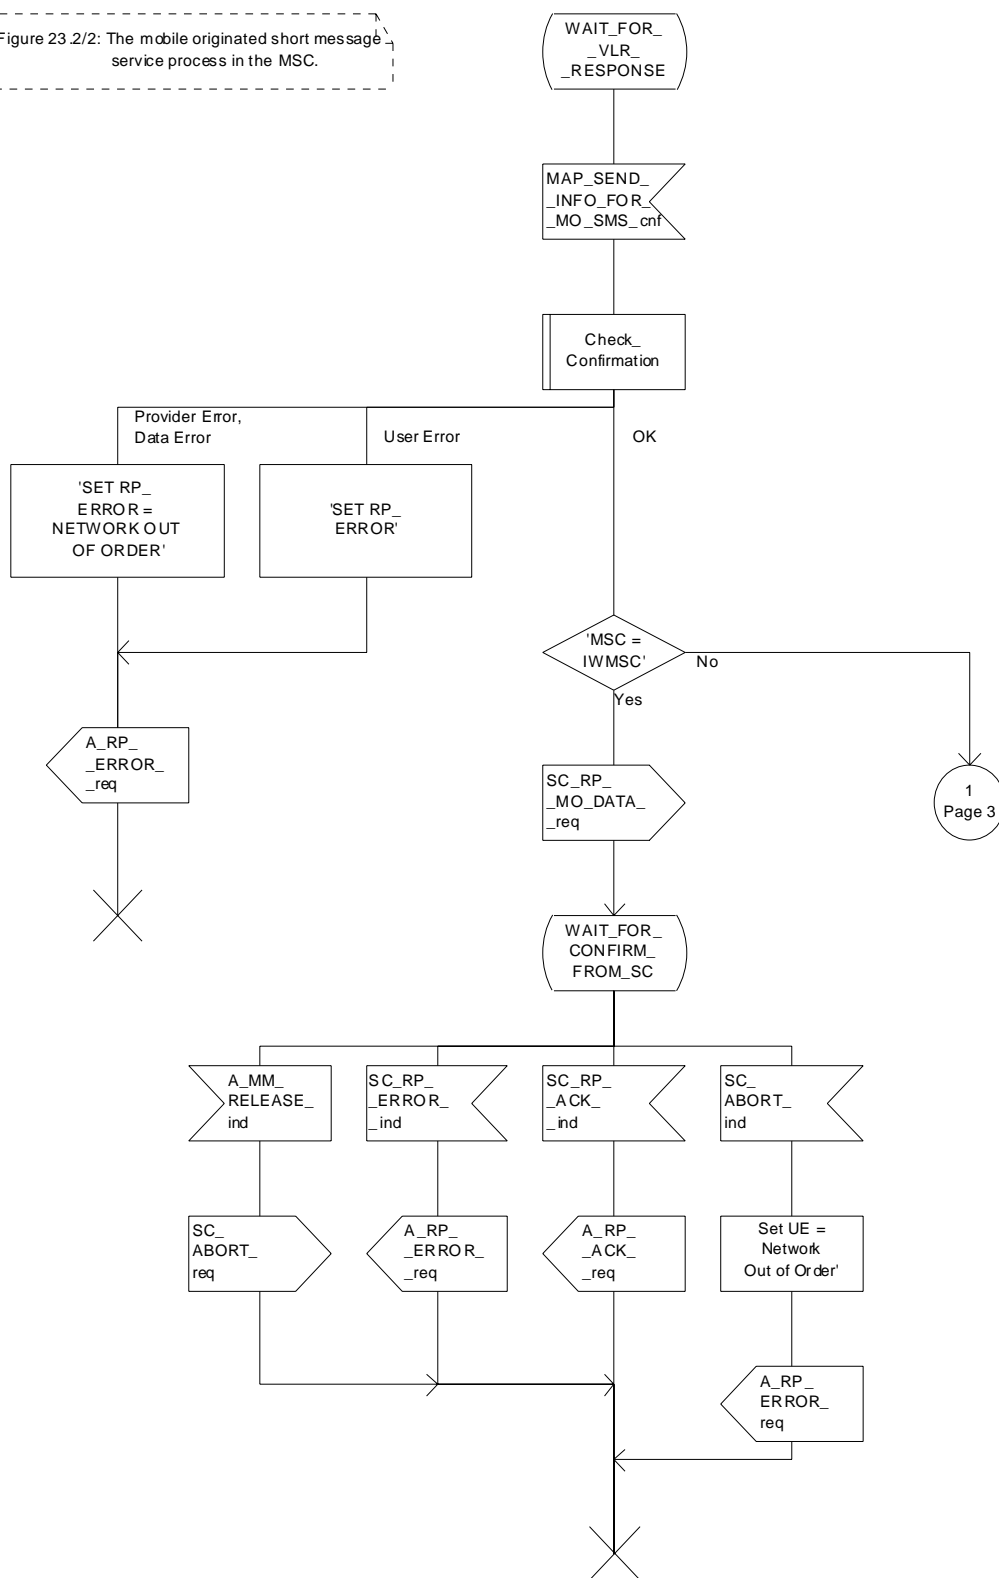 Figure 23.2/2: The mobile originated short message
service process in the MSC.
WAIT_FOR_
_VLR_
_RESPONSE
MAP_SEND_
_INFO_FOR_
_MO_SMS_cnf
Check_
Confirmation
Provider Error,
Data Error
User Error
OK
'SET RP_
ERROR =
NETWORK OUT
OF ORDER'
'SET RP_
ERROR'
'MSC =
IWMSC'
No
Yes
A_RP_
_ERROR_
_req
SC_RP_
_MO_DATA_
_req
1
Page 3
WAIT_FOR_
CONFIRM_
FROM_SC
A_MM_
RELEASE_
ind
SC_RP_
_ERROR_
_ind
SC_RP_
_ACK_
_ind
SC_
ABORT_
ind
SC_
ABORT_
req
A_RP_
_ERROR_
_req
A_RP_
_ACK_
_req
Set UE =
Network
Out of Order'
A_RP_
ERROR_
req